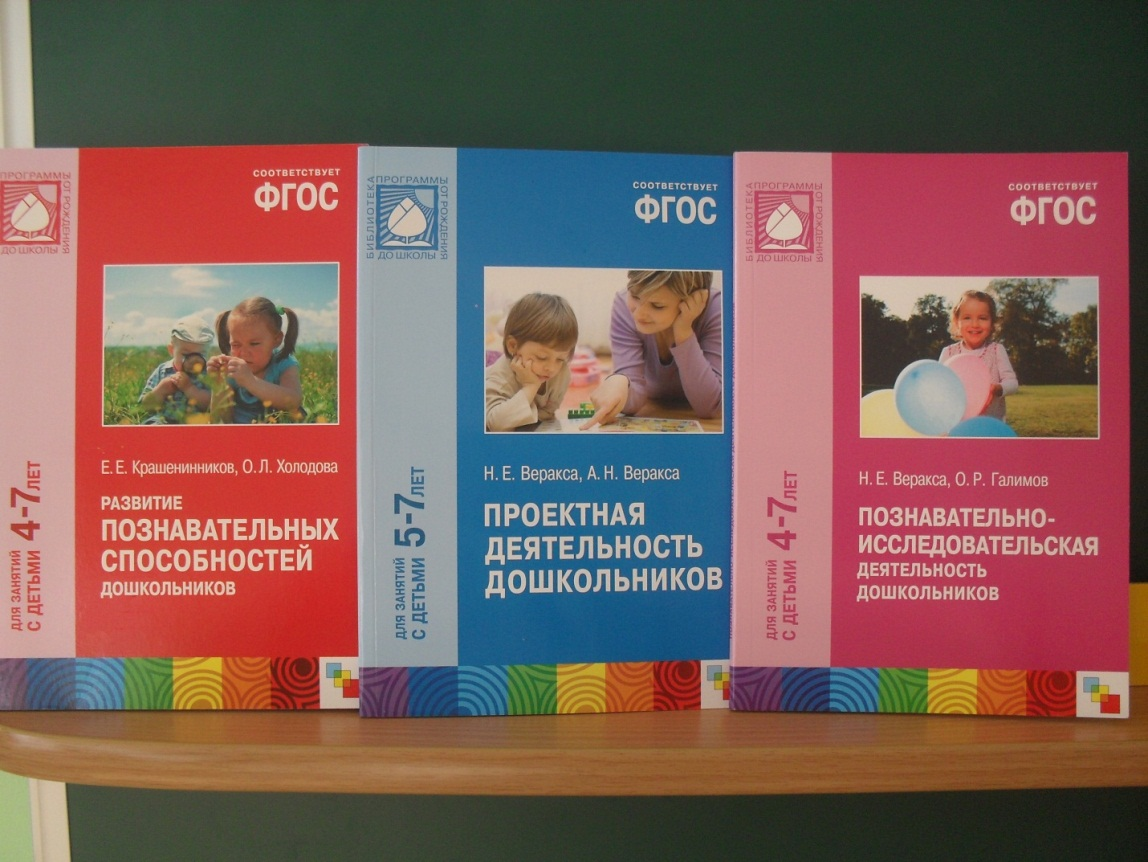 ПРОГРАММЫ
ОТ РОЖДЕНИЯ
ДО ШКОЛЫ
СООТВЕТСТВУЕТ
ФГОС
Е. Е. Крашенинников, О. Л. Холодова
РАЗВИТИЕ
ПОЗНАВАТЕЛЬНЫХ
СПОСОБНОСТЕЙ
ДОШКОЛЬНИКОВ
ДЛЯ ЗАНЯТИЙ
С ДЕТЬМИ 4-7 ЛЕТ
БИБЛИОТЕКА
ПРОГРАММЫ
ОТ РОЖДЕНИЯ
ДО ШКОЛЫ
СООТВЕТСТВУЕТ
ФГОС
Н. Е. Веракса, А. Н. Веракса
ПРОЕКТНАЯ
ДЕЯТЕЛЬНОСТЬ
ДОШКОЛЬНИКОВ
ДЛЯ ЗАНЯТИЙ
С ДЕТЬМИ 5-7 ЛЕТ
БИБЛИОТЕКА
ПРОГРАММЫ
ОТ РОЖДЕНИЯ
ДО ШКОЛЫ
СООТВЕТСТВУЕТ
ФГОС
Н. Е. Веракса, О. Р. Галимов
ПОЗНАВАТЕЛЬНО-
ИССЛЕДОВАТЕЛЬСКАЯ
ДЕЯТЕЛЬНОСТЬ
ДОШКОЛЬНИКОВ
ДЛЯ ЗАНЯТИЙ
С ДЕТЬМИ 4-7 ЛЕТ